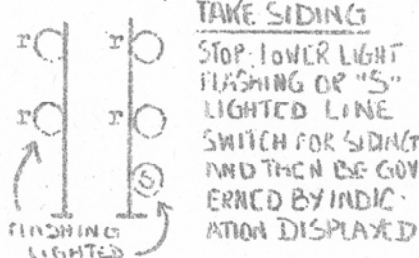 TAKE SIDING
r r
STOP. LOWER LIGHT
FLASHING OR "S"
LIGHTED LINE
r r
SWITCH FOR SIDING
AND THEN BE GOV
S
ERNED BY INDIC-
ATION DISPLAYED
FLASHING
LIGHTED